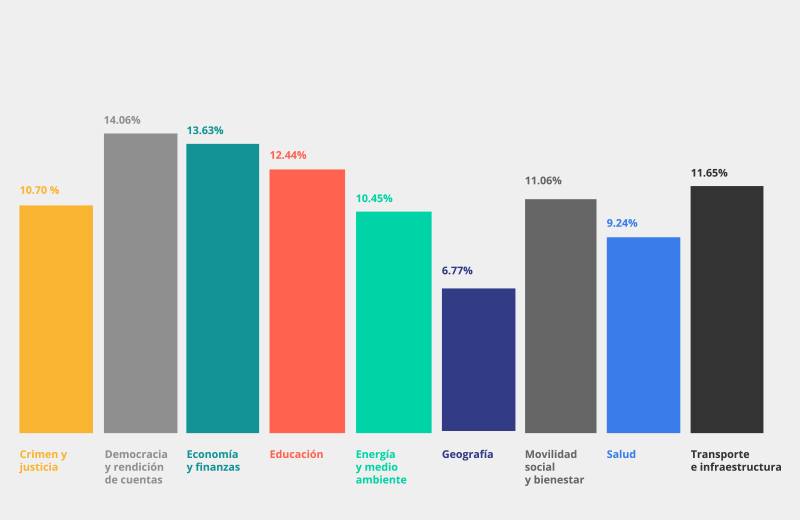 14.06%
13.63%
12.44%
11.65%
11.06%
10.70 %
10.45%
9.24%
6.77%
Crimen y
justicia
Democracia
y rendición
de cuentas
Economía
y finanzas
Educación
Energía
y medio
ambiente
Geografía
Movilidad
social
y bienestar
Salud
Transporte
e infraestructura